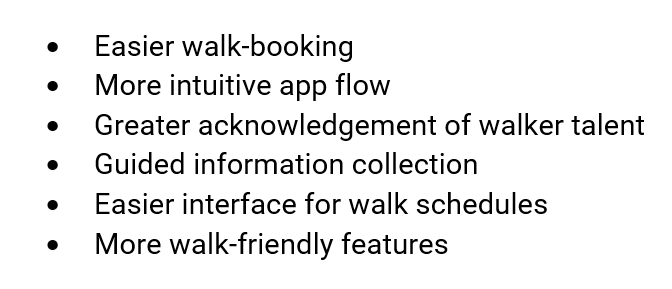 • Easier walk-booking
• More intuitive app flow
• Greater acknowledgement of walker talent
• Guided information collection
• Easier interface for walk schedules
• More walk-friendly features